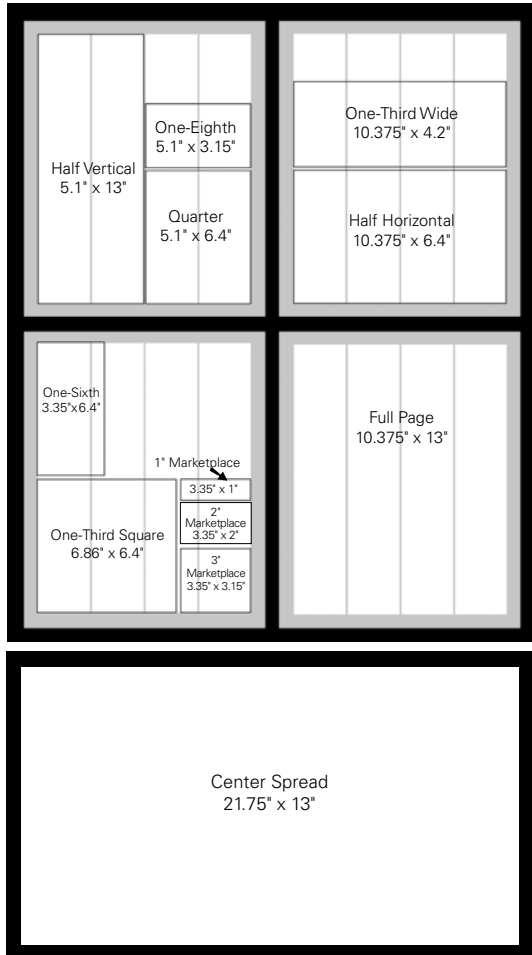 Half Vertical
5.1" x 13"
One-Eighth
5.1" x 3.15"
Quarter
5.1" x 6.4"
One-Third Wide
10.375" x 4.2"
Half Horizontal
10.375" x 6.4"
One-Sixth
3.35"x6.4"
1" Marketplace
3.35" x 1"
2"
Marketplace
3.35" x 2"
3"
Marketplace
3.35" x 3.15"
One-Third Square
6.86" x 6.4"
Full Page
10.375" x 13"
Center Spread
21.75" x 13"